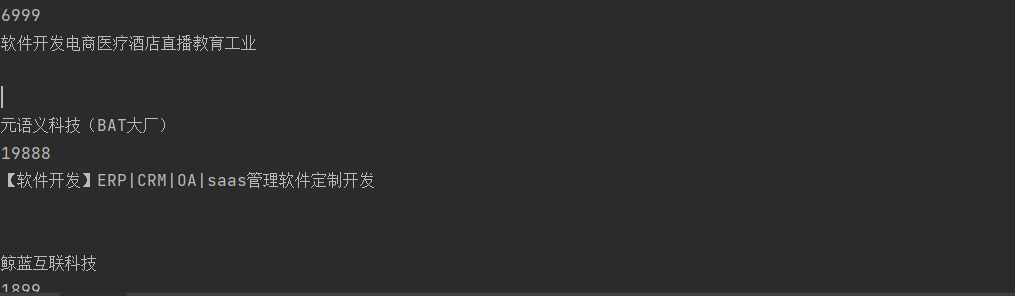 6999
软件开发电商医疗酒店直播教育工业
元语义科技（BAT大厂）
19888
【软件开发】ERP|CRM|OA|saas管理软件定制开发
鲸蓝互联科技
1899